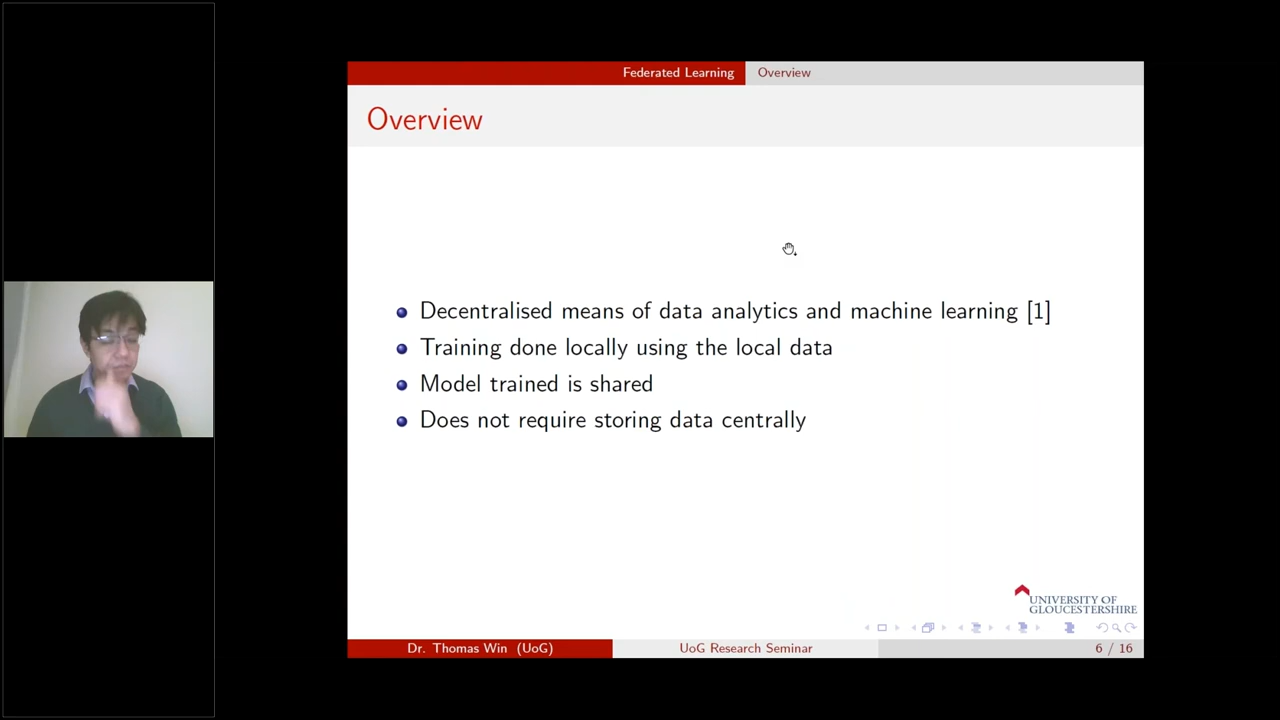 Federated Learning Overview
Overview
Decentralised means of data analytics and machine learning [1]
Training done locally using the local data
Model trained is shared
Does not require storing data centrally
UNIVERSITY OF
GLOUCESTERSHIRE
Dr. Thomas Win (UoG) UoG Research Seminar 6 / 16